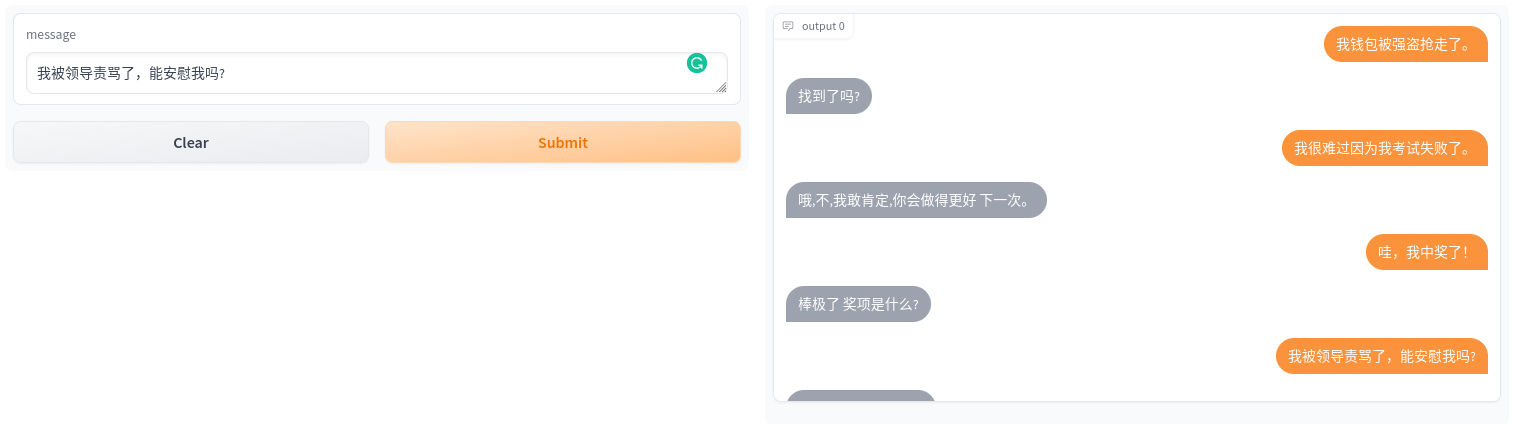 message
我被领导责骂了，能安慰我吗?
Clear
Submit
output 0
我钱包被强盗抢走了。
找到了吗?
我很难过因为我考试失败了。
哦,不,我敢肯定,你会做得更好 下一次。
哇，我中奖了！
棒极了 奖项是什么?
我被领导责骂了，能安慰我吗?